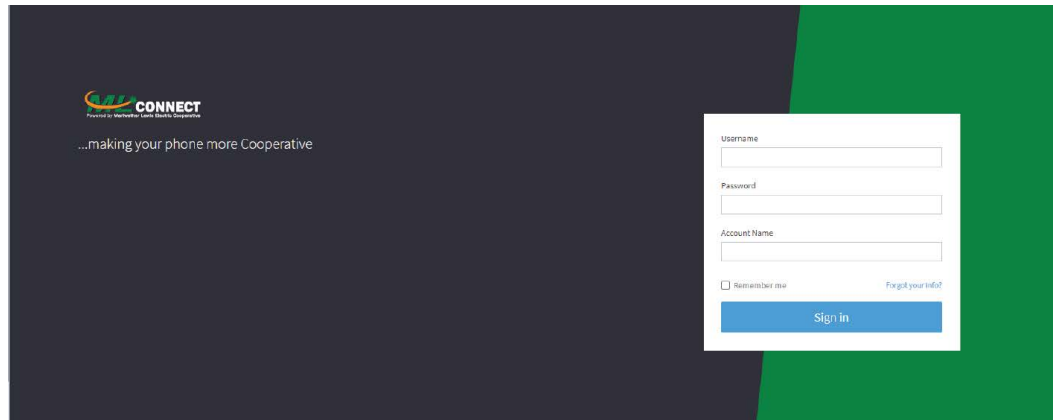 MLConnect
Powered by Meriwether Lewis Electric Cooperative
...making your phone more Cooperative
Username
Password
Account Name
Remember me
Forgot your info?
Sign in